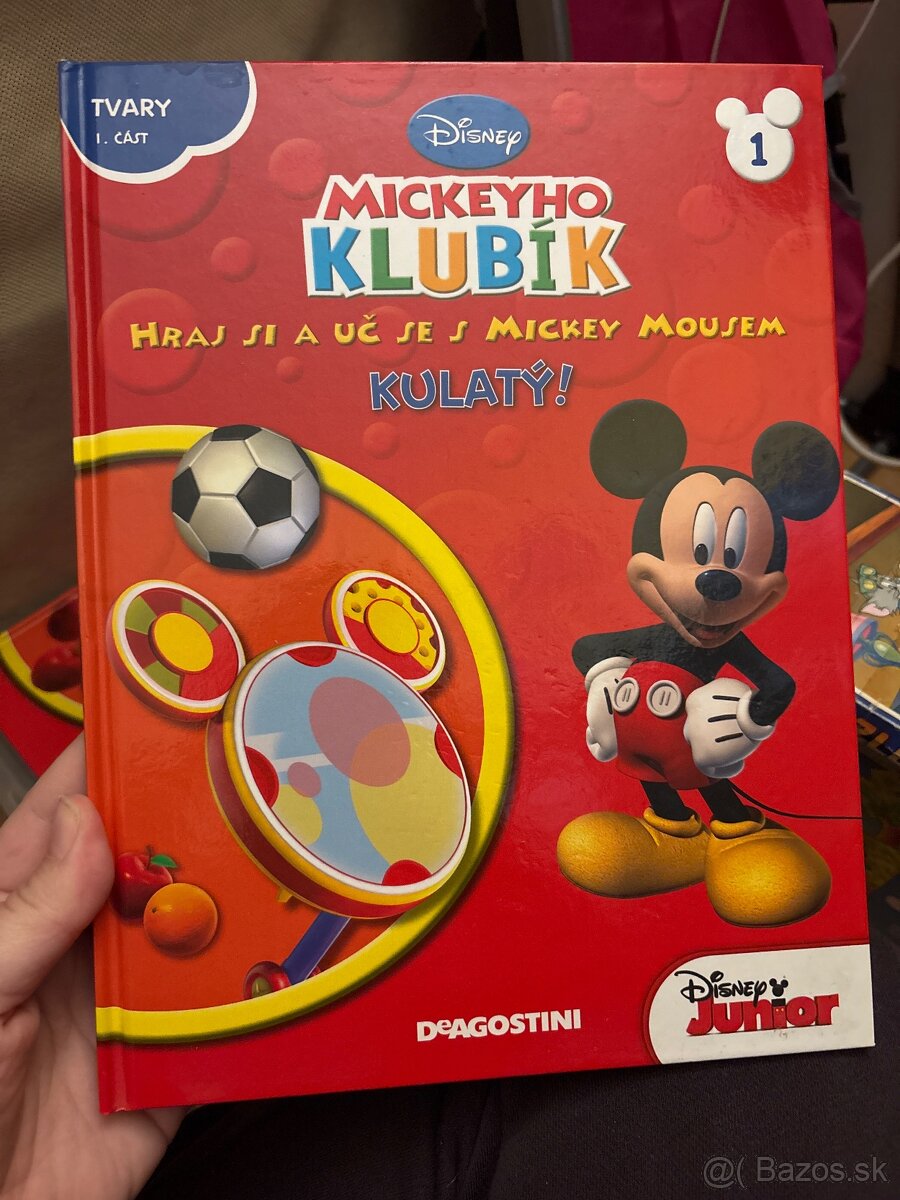 TVARY
1. ČÁST
Disney
1
MICKEYHO
KLUBÍK
HRAJ SI A UČ SE S MICKEY MOUSEM
KULATÝ!
DeAGOSTINI
Disney
Junior
@( Bazos.sk